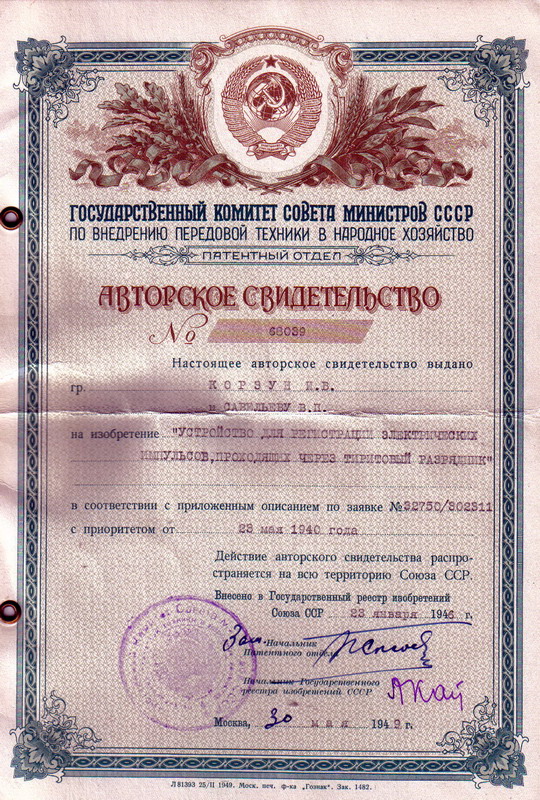 ГОСУДАРСТВЕННЫЙ КОМИТЕТ СОВЕТА МИНИСТРОВ СССР
ПО ВНЕДРЕНИЮ ПЕРЕДОВОЙ ТЕХНИКИ В НАРОДНОЕ ХОЗЯЙСТВО
ПАТЕНТНЫЙ ОТДЕЛ
АВТОРСКОЕ СВИДЕТЕЛЬСТВО
№ 68039
Настоящее авторское свидетельство выдано
гр. КОРЗУН И.В.
и САВЕЛЬЕВУ В.П.
на изобретение "УСТРОЙСТВО ДЛЯ РЕГИСТРАЦИИ ЭЛЕКТРИЧЕСКИХ
ИМПУЛЬСОВ, ПРОХОДЯЩИХ ЧЕРЕЗ ТИРИТОВЫЙ РАЗРЯДНИК"
в соответствии с приложенным описанием по заявке №32750/302311
с приоритетом от 23 мая 1940 года
Действие авторского свидетельства распро-
страняется на всю территорию Союза ССР.
Внесено в Государственный реестр изобретений
Союза ССР 23 января 1946 г.
Зам. Начальник
Патентного отдела
Начальник Государственного
реестра изобретений СССР
Москва, 30 мая 1949 г.
Л 81393 25/II 1949. Моск. печ. ф-ка „Гознак". Зак. 1482.